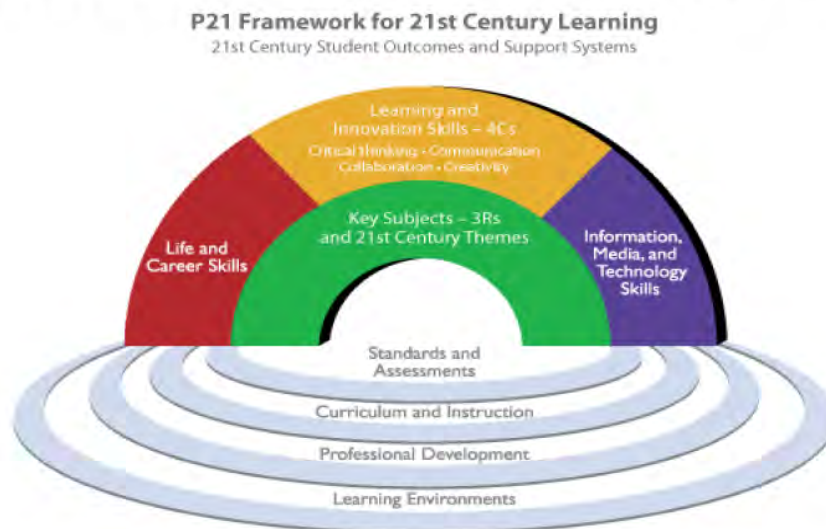 P21 Framework for 21st Century Learning
21st Century Student Outcomes and Support Systems
Learning and
Innovation Skills – 4Cs
Critical Thinking • Communication
Collaboration • Creativity
Key Subjects – 3Rs
and 21st Century Themes
Life and
Career Skills
Information,
Media, and
Technology
Skills
Standards and
Assessments
Curriculum and Instruction
Professional Development
Learning Environments